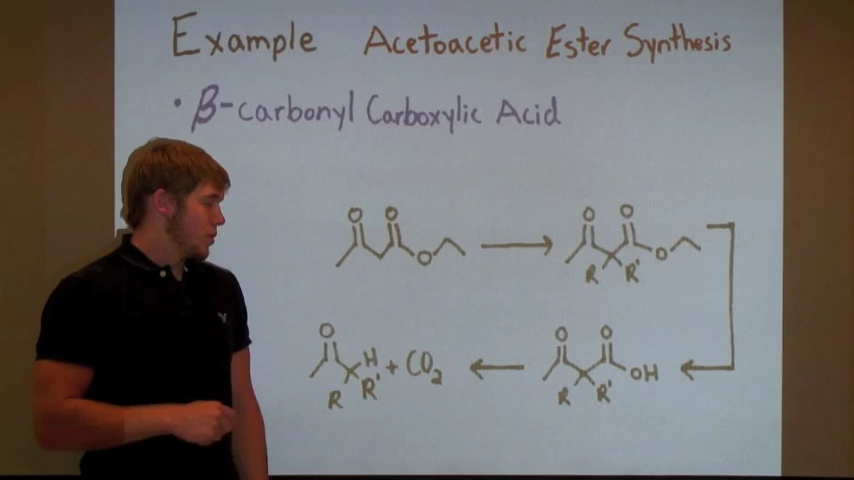 Example Acetoacetic Ester Synthesis
• β-carbonyl Carboxylic Acid
O O O O
O O
R R'
O O O
H + CO2 OH
R R' R R'